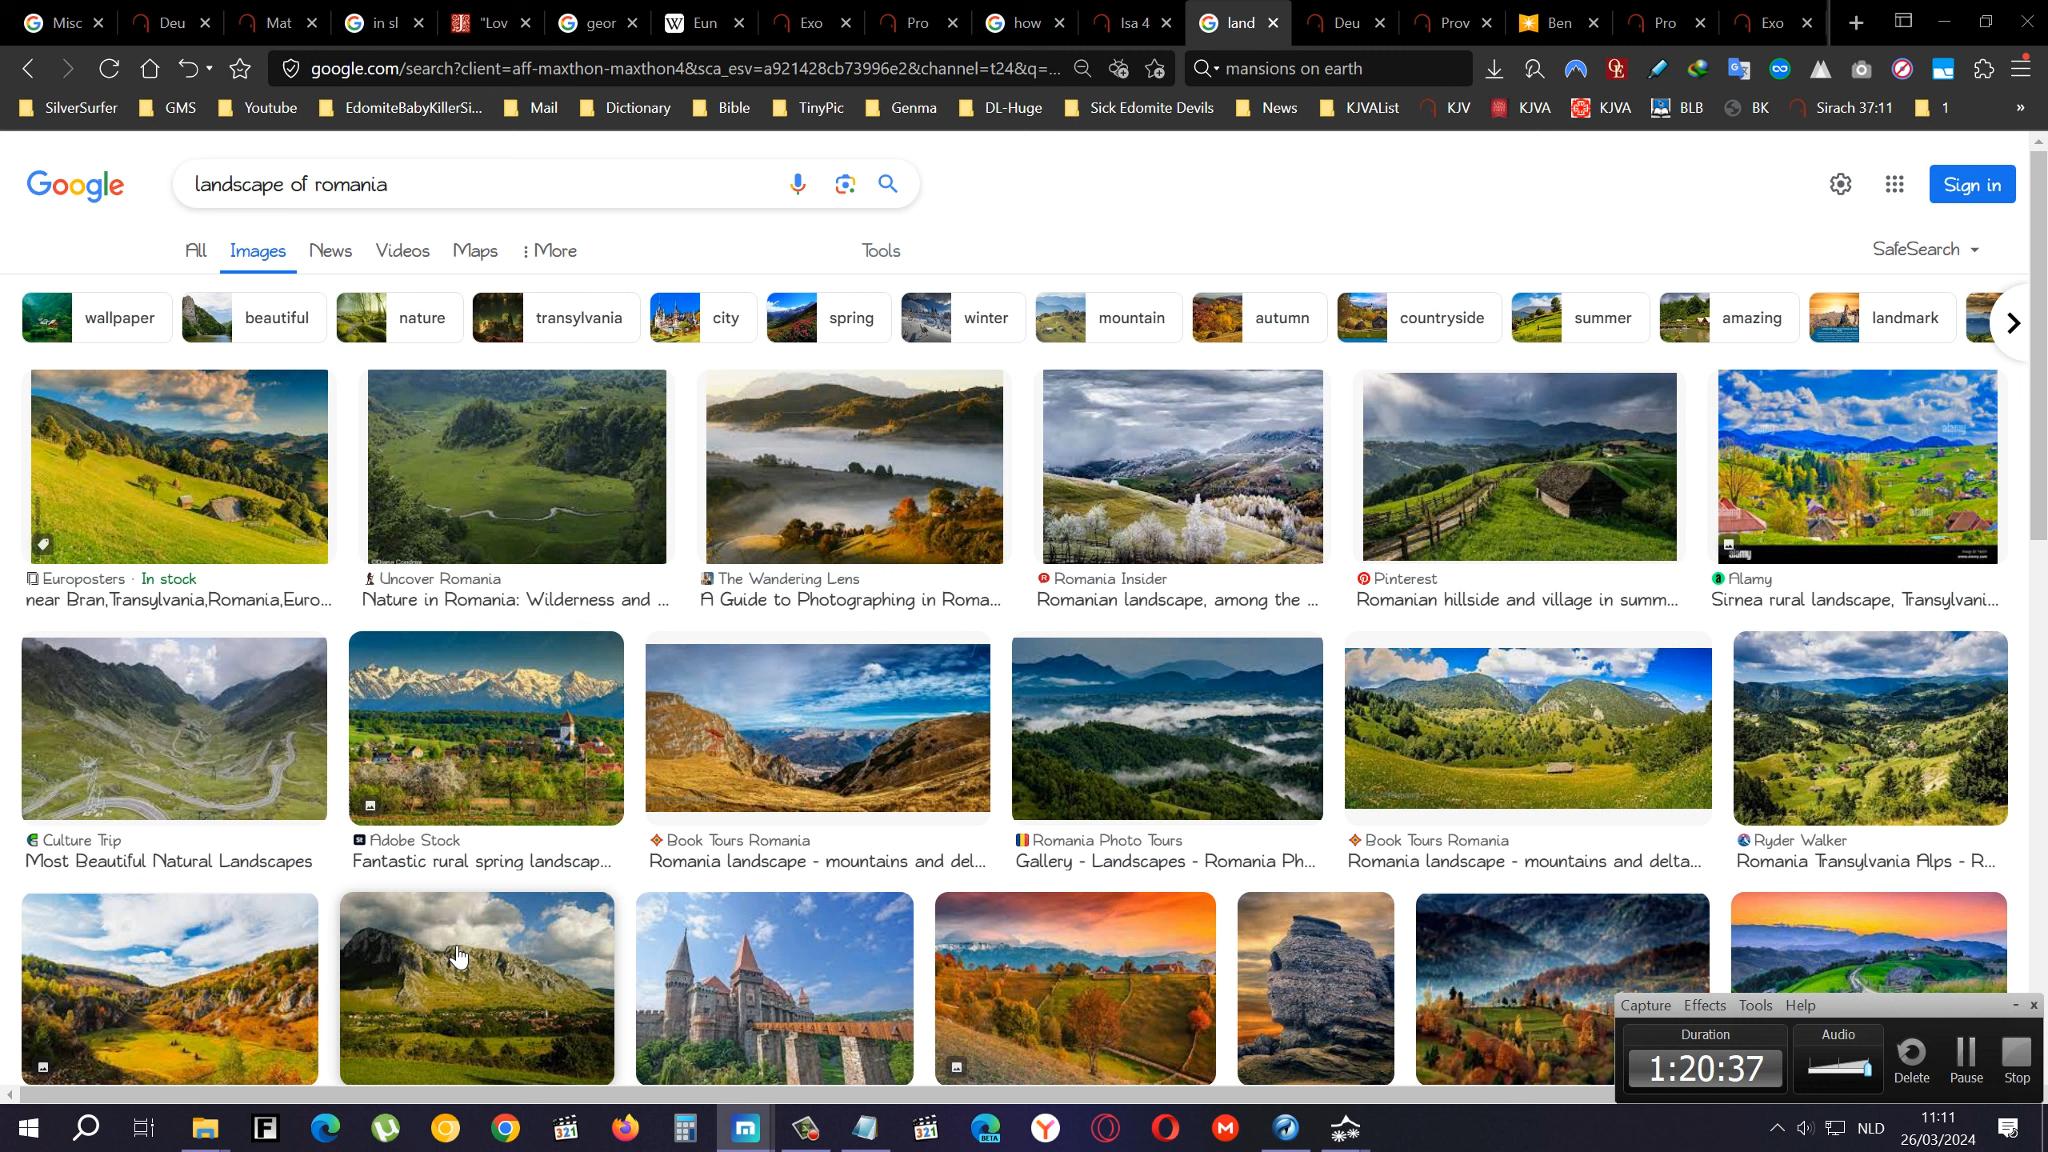 Misc Deu Mat in sl "Lov geor Eun Exo Pro how Isa 4 land Deu Prov Ben Pro Exo
google.com/search?client=aff-maxthon-maxthon4&sca_esv=a921428cb73996e2&channel=t24&q=... mansions on earth
SilverSurfer GMS Youtube EdomiteBabyKillerSi... Mail Dictionary Bible TinyPic Genma DL-Huge Sick Edomite Devils News KJVAList KJV KJVA KJVA BLB BK Sirach 37:11 1 »
Google landscape of romania Sign in
All Images News Videos Maps More Tools SafeSearch
wallpaper beautiful nature transylvania city spring winter mountain autumn countryside summer amazing landmark
Europosters · In stock Uncover Romania The Wandering Lens Romania Insider Pinterest Alamy
near Bran,Transylvania,Romania,Euro... Nature in Romania: Wilderness and ... A Guide to Photographing in Roma... Romanian landscape, among the ... Romanian hillside and village in summ... Sirnea rural landscape, Transylvani...
Culture Trip Adobe Stock Book Tours Romania Romania Photo Tours Book Tours Romania Ryder Walker
Most Beautiful Natural Landscapes Fantastic rural spring landscap... Romania landscape - mountains and del... Gallery - Landscapes - Romania Ph... Romania landscape - mountains and delta... Romania Transylvania Alps - R...
Capture Effects Tools Help
Duration Audio
1:20:37 Delete Pause Stop
NLD 11:11
26/03/2024